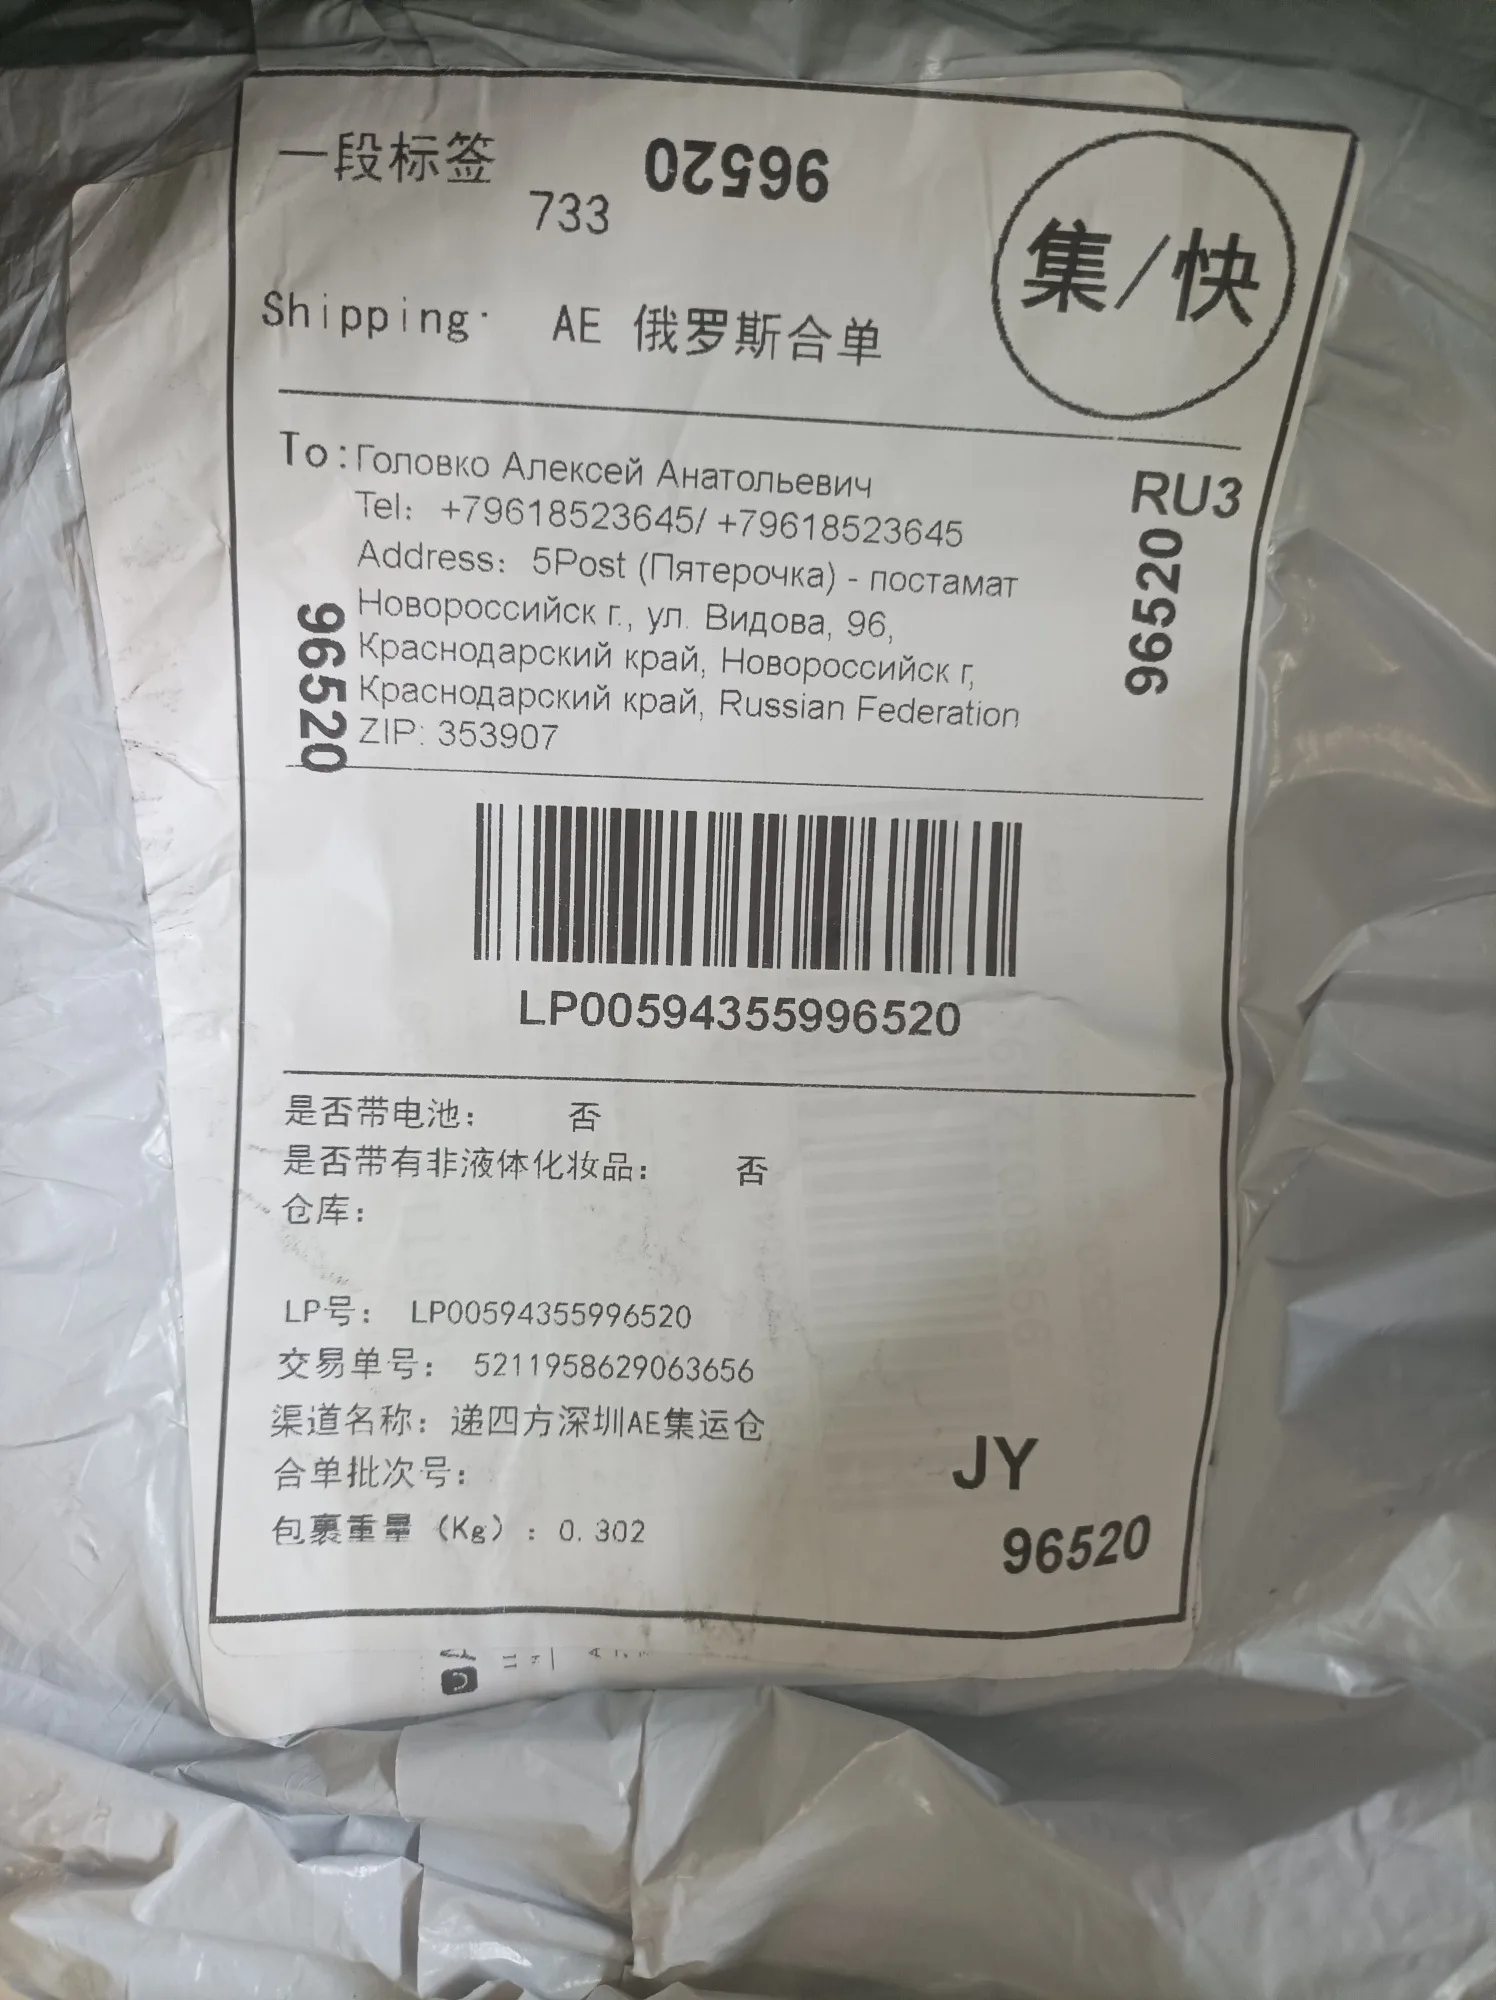 一段标签
96520
733
集/快
Shipping: AE 俄罗斯合单
To: Головко Алексей Анатольевич
Tel: +79618523645/ +79618523645
Address: 5Post (Пятерочка) - постамат
Новороссийск г., ул. Видова, 96,
Краснодарский край, Новороссийск г,
Краснодарский край, Russian Federation
ZIP: 353907
RU3
96520
96520
LP00594355996520
是否带电池: 否
是否带有非液体化妆品: 否
仓库:
LP号: LP00594355996520
交易单号: 5211958629063656
渠道名称: 递四方深圳AE集运仓
合单批次号:
包裹重量 (Kg) : 0.302
JY
96520